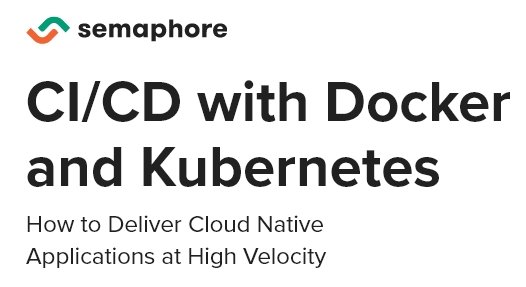 semaphore
CI/CD with Docker
and Kubernetes
How to Deliver Cloud Native
Applications at High Velocity